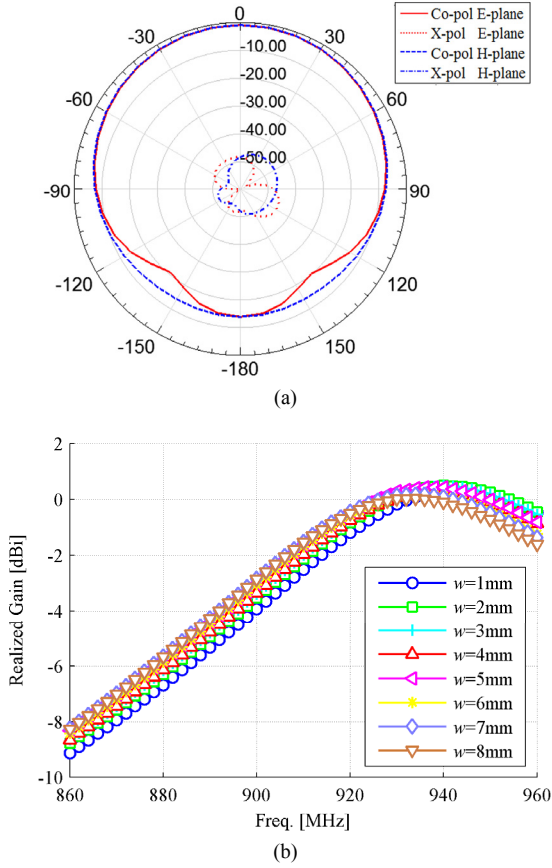 0
Co-pol E-plane
X-pol E-plane
Co-pol H-plane
X-pol H-plane
-30
30
-10.00
-20.00
-30.00
-40.00
-50.00
-60
60
-90
90
-120
120
-150
150
-180
(a)
2
0
-2
-4
-6
-8
-10
Realized Gain [dBi]
w=1mm
w=2mm
w=3mm
w=4mm
w=5mm
w=6mm
w=7mm
w=8mm
860
880
900
920
940
960
Freq. [MHz]
(b)